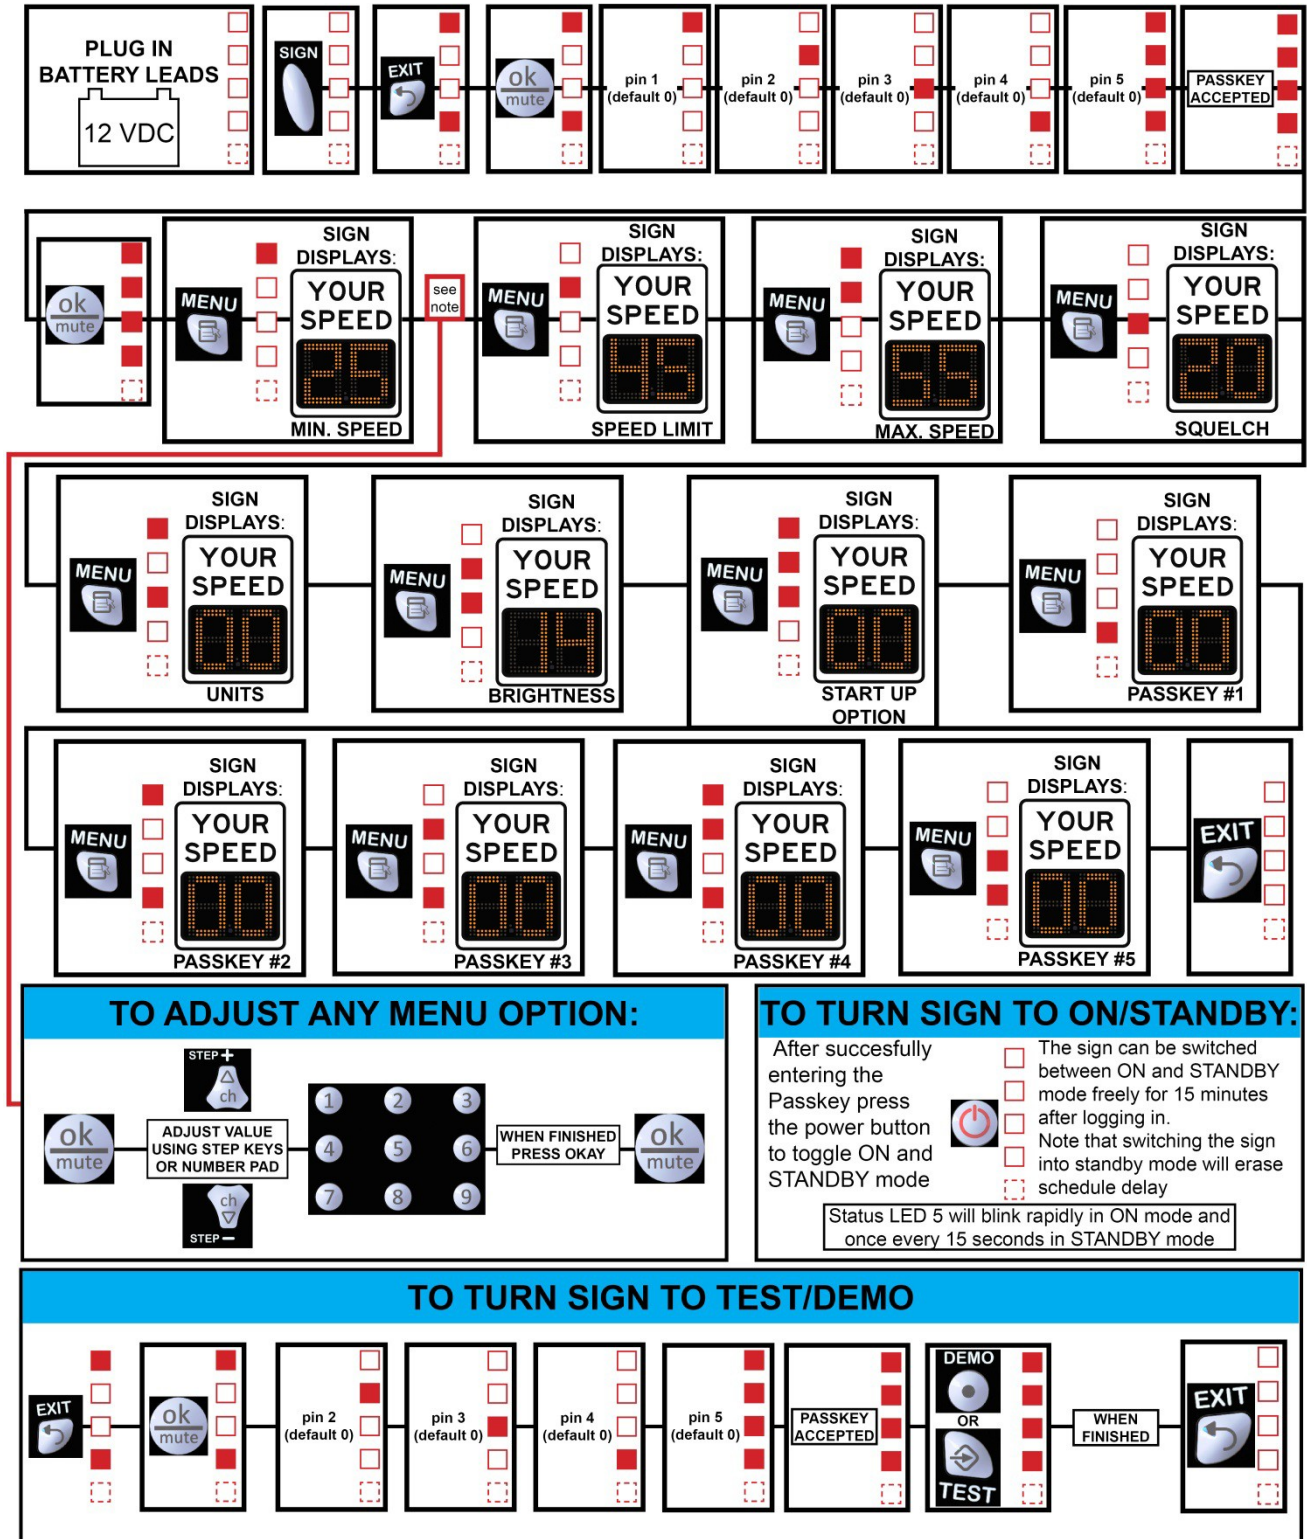 PLUG IN
BATTERY LEADS
12 VDC
SIGN
EXIT
ok
mute
pin 1
(default 0)
pin 2
(default 0)
pin 3
(default 0)
pin 4
(default 0)
pin 5
(default 0)
PASSKEY
ACCEPTED
ok
mute
MENU
SIGN
DISPLAYS:
YOUR
SPEED
25
MIN. SPEED
see
note
MENU
SIGN
DISPLAYS:
YOUR
SPEED
45
SPEED LIMIT
MENU
SIGN
DISPLAYS:
YOUR
SPEED
95
MAX. SPEED
MENU
SIGN
DISPLAYS:
YOUR
SPEED
20
SQUELCH
MENU
SIGN
DISPLAYS:
YOUR
SPEED
00
UNITS
MENU
SIGN
DISPLAYS:
YOUR
SPEED
14
BRIGHTNESS
MENU
SIGN
DISPLAYS:
YOUR
SPEED
00
START UP
OPTION
MENU
SIGN
DISPLAYS:
YOUR
SPEED
00
PASSKEY #1
MENU
SIGN
DISPLAYS:
YOUR
SPEED
00
PASSKEY #2
MENU
SIGN
DISPLAYS:
YOUR
SPEED
00
PASSKEY #3
MENU
SIGN
DISPLAYS:
YOUR
SPEED
00
PASSKEY #4
MENU
SIGN
DISPLAYS:
YOUR
SPEED
00
PASSKEY #5
EXIT
TO ADJUST ANY MENU OPTION:
ok
mute
STEP +
ch
ADJUST VALUE
USING STEP KEYS
OR NUMBER PAD
ch
STEP −
1 2 3
4 5 6
7 8 9
WHEN FINISHED
PRESS OKAY
ok
mute
TO TURN SIGN TO ON/STANDBY:
After succesfully
entering the
Passkey press
the power button
to toggle ON and
STANDBY mode
The sign can be switched
between ON and STANDBY
mode freely for 15 minutes
after logging in.
Note that switching the sign
into standby mode will erase
schedule delay
Status LED 5 will blink rapidly in ON mode and
once every 15 seconds in STANDBY mode
TO TURN SIGN TO TEST/DEMO
EXIT
ok
mute
pin 2
(default 0)
pin 3
(default 0)
pin 4
(default 0)
pin 5
(default 0)
PASSKEY
ACCEPTED
DEMO
OR
TEST
WHEN
FINISHED
EXIT